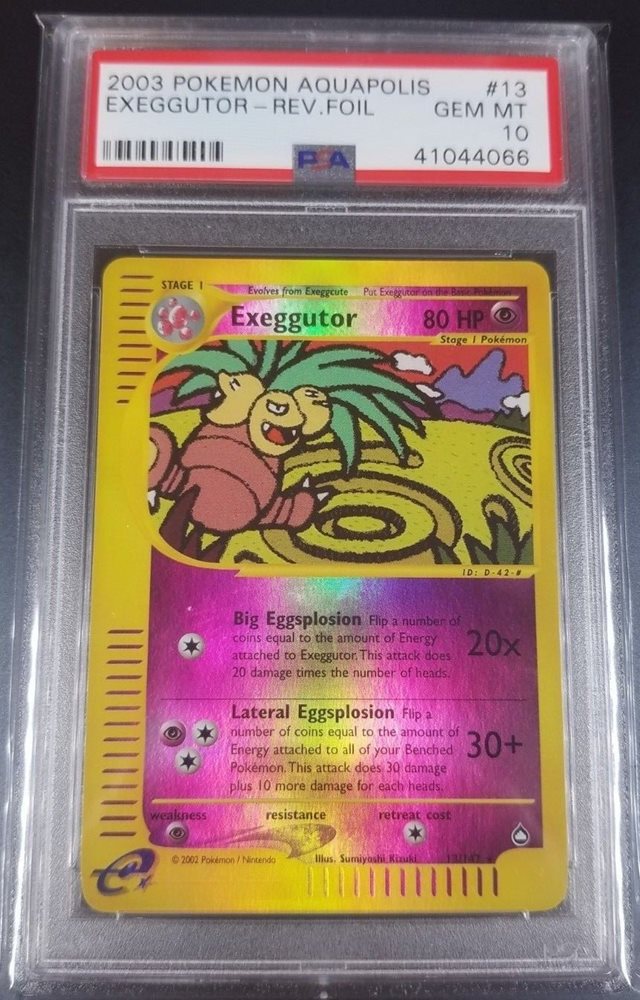 2003 POKEMON AQUAPOLIS #13
EXEGGUTOR - REV.FOIL GEM MT
10
PSA 41044066
STAGE 1 Evolves from Exeggcute Put Exeggutor on the Basic Pokémon
Exeggutor 80 HP
Stage 1 Pokémon
ID: D-42-#
Big Eggsplosion Flip a number of
coins equal to the amount of Energy
attached to Exeggutor. This attack does
20 damage times the number of heads.
20x
Lateral Eggsplosion Flip a
number of coins equal to the amount of
Energy attached to all of your Benched
Pokémon. This attack does 30 damage
plus 10 more damage for each heads.
30+
weakness resistance retreat cost
© 2002 Pokémon / Nintendo Illus. Sumiyoshi Kizuki 13/147
e